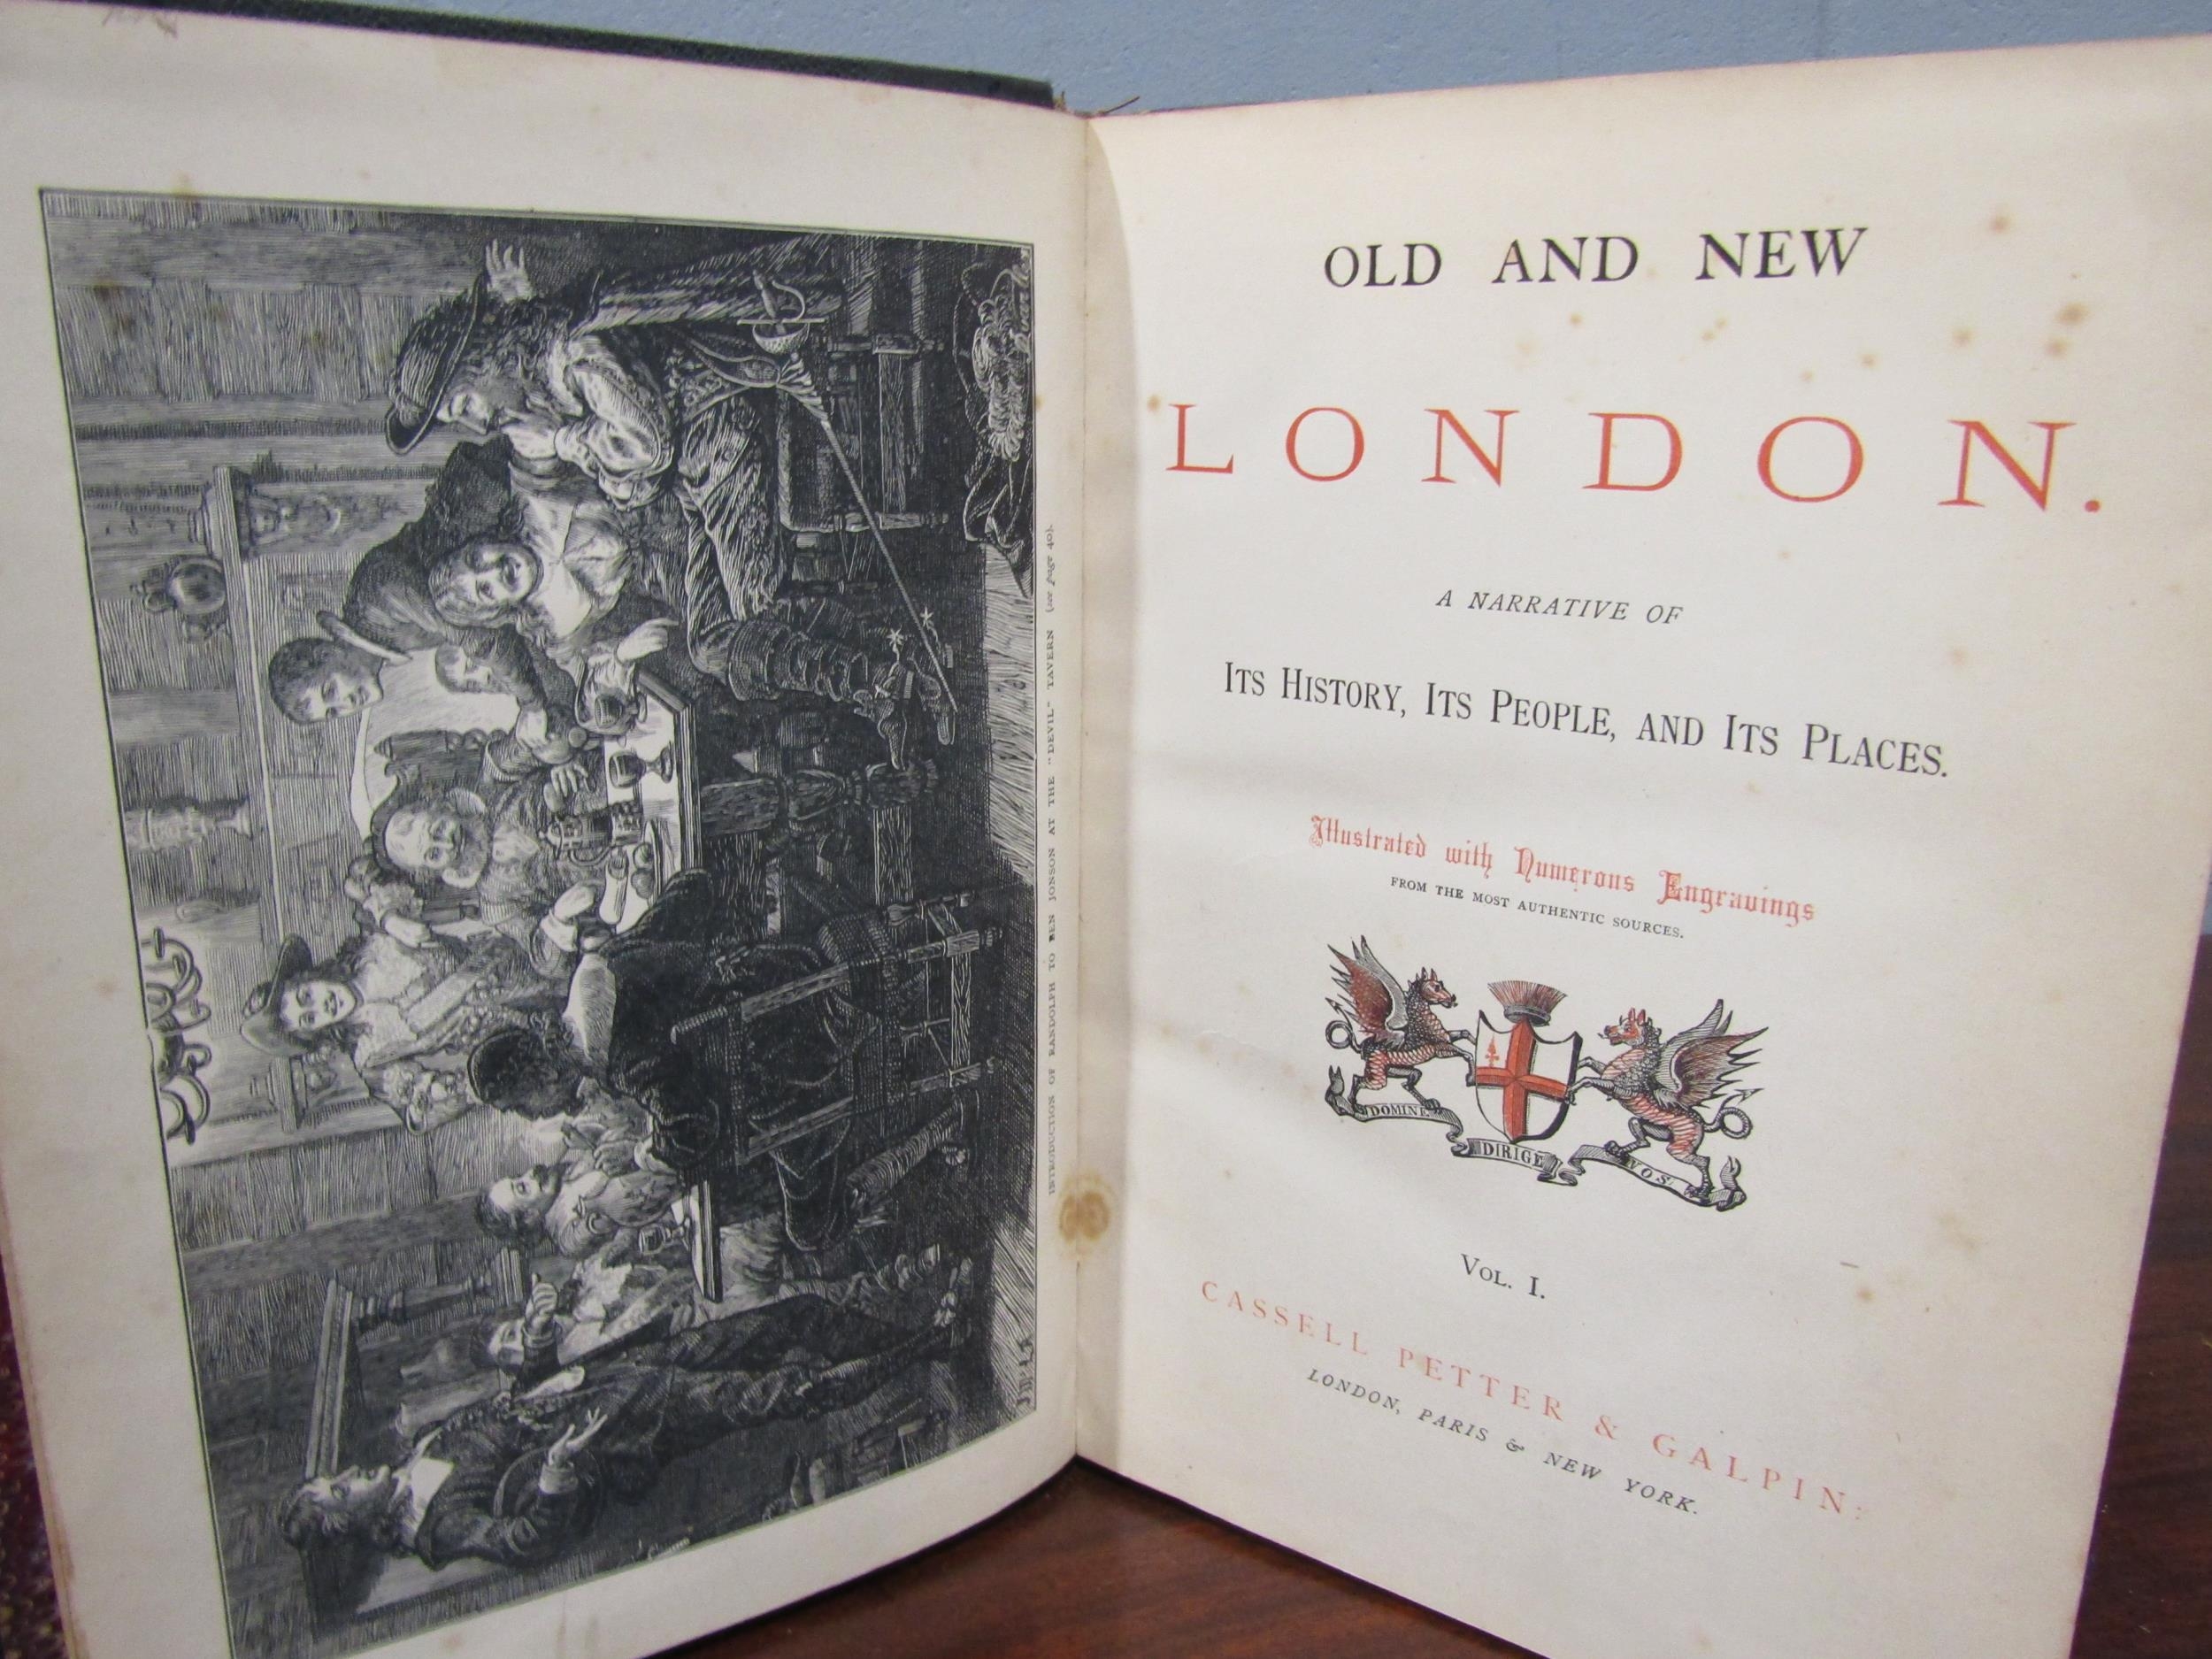 INTRODUCTION OF RANDOLPH TO BEN JONSON AT THE "DEVIL" TAVERN (see page 40).
OLD AND NEW
LONDON.
A NARRATIVE OF
ITS HISTORY, ITS PEOPLE, AND ITS PLACES.
Illustrated with Numerous Engravings
FROM THE MOST AUTHENTIC SOURCES.
DOMINE
DIRIGE
NOS
VOL. I.
CASSELL PETTER & GALPIN:
LONDON, PARIS & NEW YORK.